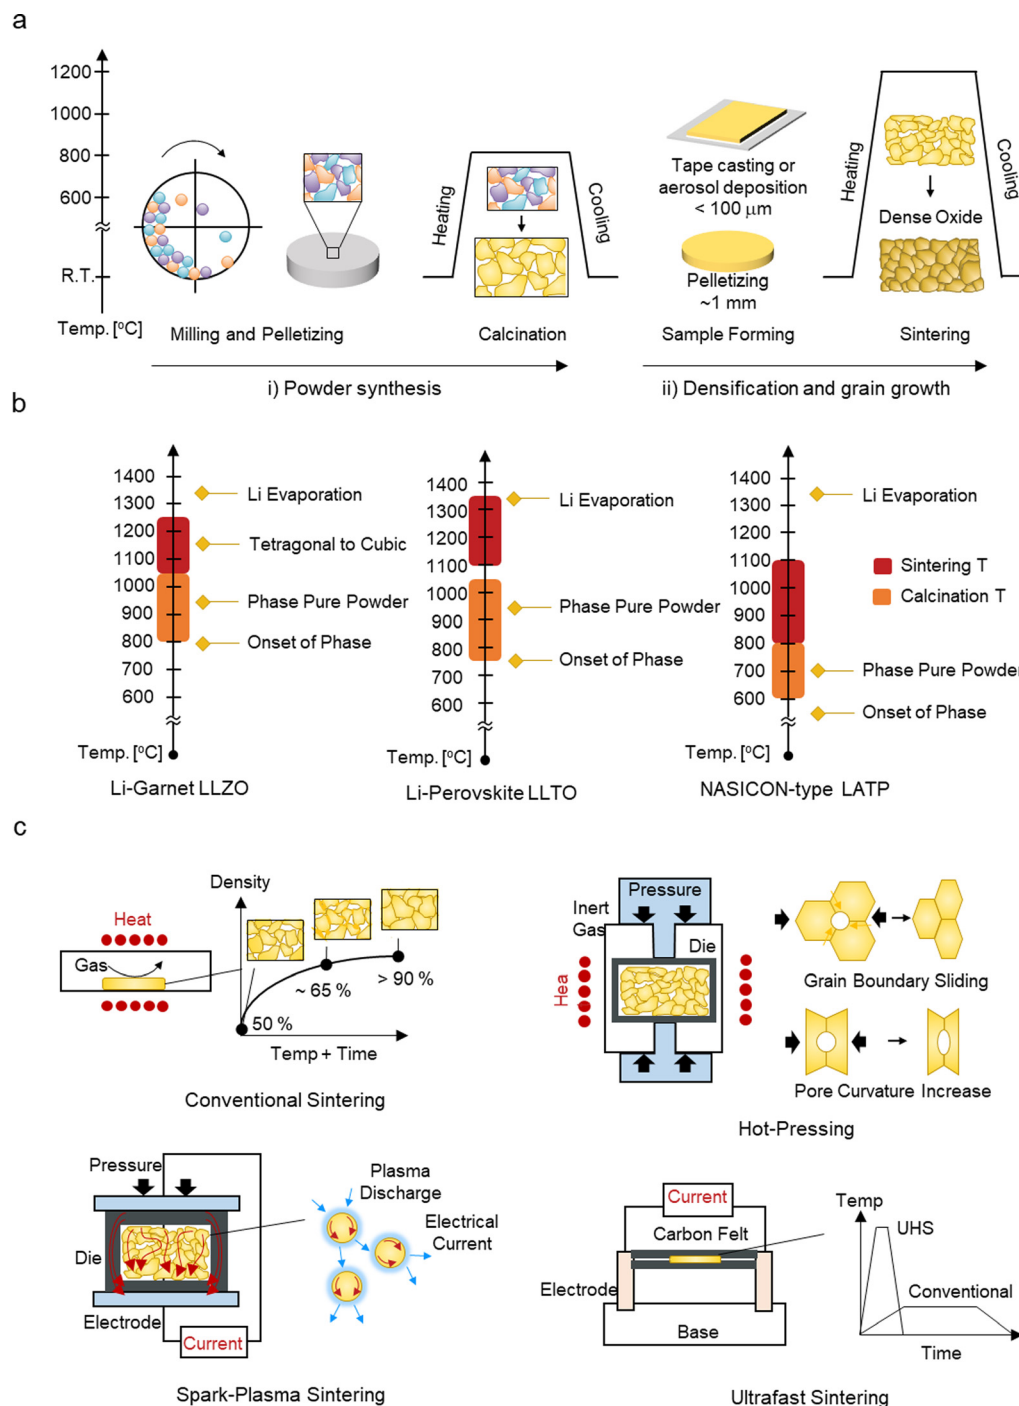 a
1200
1000
800
600
R.T.
Temp. [°C]
Milling and Pelletizing
Heating
Cooling
Calcination
Tape casting or
aerosol deposition
< 100 μm
Pelletizing
~1 mm
Sample Forming
Heating
Cooling
Dense Oxide
Sintering
i) Powder synthesis
ii) Densification and grain growth
b
1400
1300
1200
1100
1000
900
800
700
600
Temp. [°C]
Li Evaporation
Tetragonal to Cubic
Phase Pure Powder
Onset of Phase
Li-Garnet LLZO
1400
1300
1200
1100
1000
900
800
700
600
Temp. [°C]
Li Evaporation
Phase Pure Powder
Onset of Phase
Li-Perovskite LLTO
1400
1300
1200
1100
1000
900
800
700
600
Temp. [°C]
Li Evaporation
Phase Pure Powder
Onset of Phase
NASICON-type LATP
Sintering T
Calcination T
c
Heat
Gas
Density
50 %
~ 65 %
> 90 %
Temp + Time
Conventional Sintering
Pressure
Inert
Gas
Die
Hea
Grain Boundary Sliding
Pore Curvature Increase
Hot-Pressing
Pressure
Die
Electrode
Current
Plasma
Discharge
Electrical
Current
Spark-Plasma Sintering
Current
Carbon Felt
Electrode
Base
Temp
UHS
Conventional
Time
Ultrafast Sintering